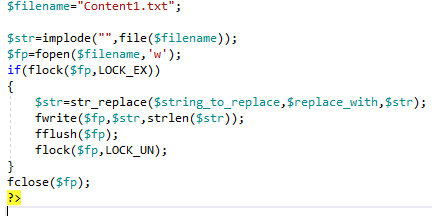 $filename="Content1.txt";
$str=implode("",file($filename));
$fp=fopen($filename,'w');
if(flock($fp,LOCK_EX))
{
$str=str_replace($string_to_replace,$replace_with,$str);
fwrite($fp,$str,strlen($str));
fflush($fp);
flock($fp,LOCK_UN);
}
fclose($fp);
?>